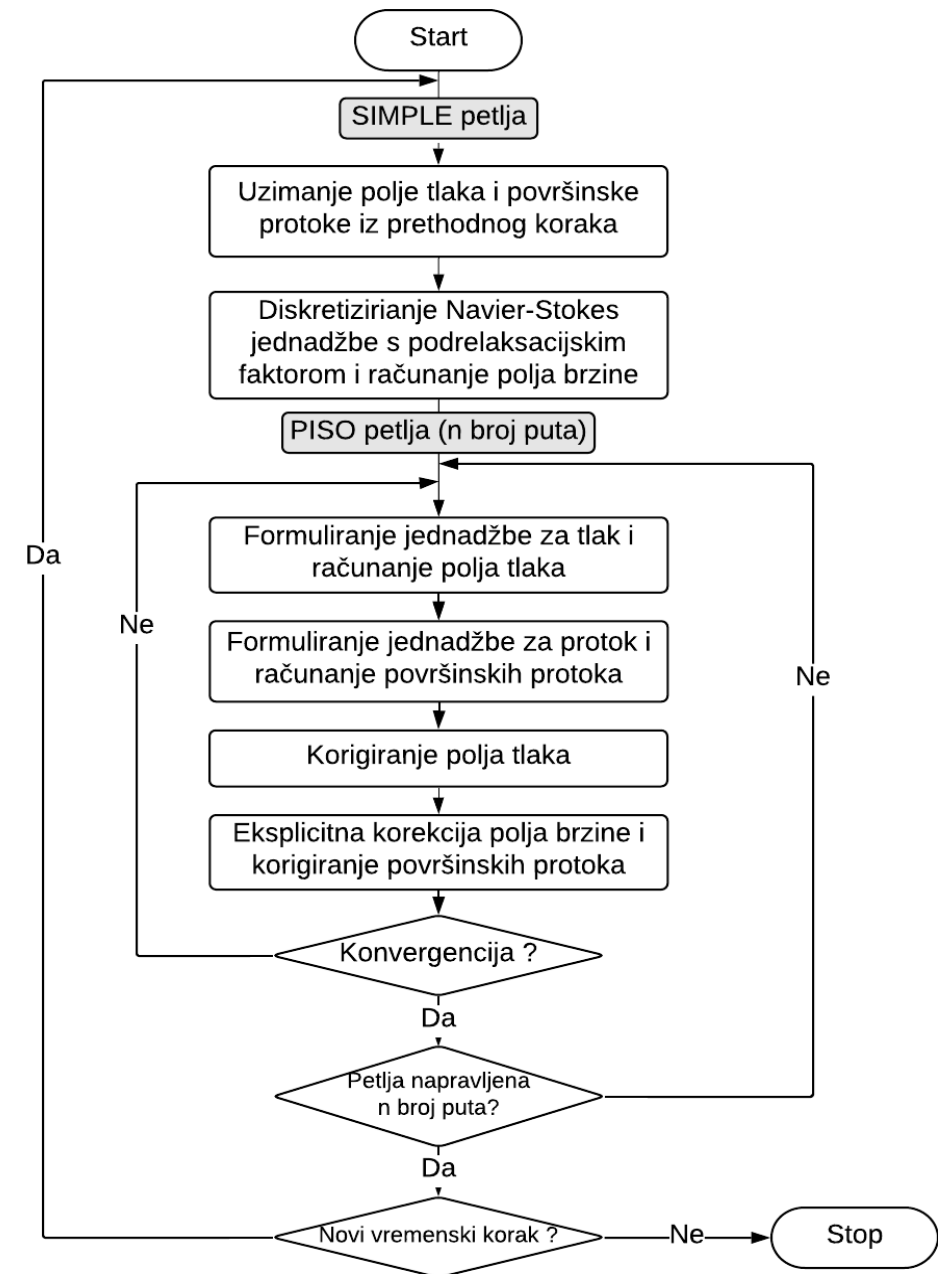 Start
SIMPLE petlja
Uzimanje polje tlaka i površinske
protoke iz prethodnog koraka
Diskretizirianje Navier-Stokes
jednadžbe s podrelaksacijskim
faktorom i računanje polja brzine
PISO petlja (n broj puta)
Formuliranje jednadžbe za tlak i
računanje polja tlaka
Da
Ne
Formuliranje jednadžbe za protok i
računanje površinskih protoka
Ne
Korigiranje polja tlaka
Eksplicitna korekcija polja brzine i
korigiranje površinskih protoka
Konvergencija ?
Da
Petlja napravljena
n broj puta?
Da
Novi vremenski korak ?
Ne
Stop